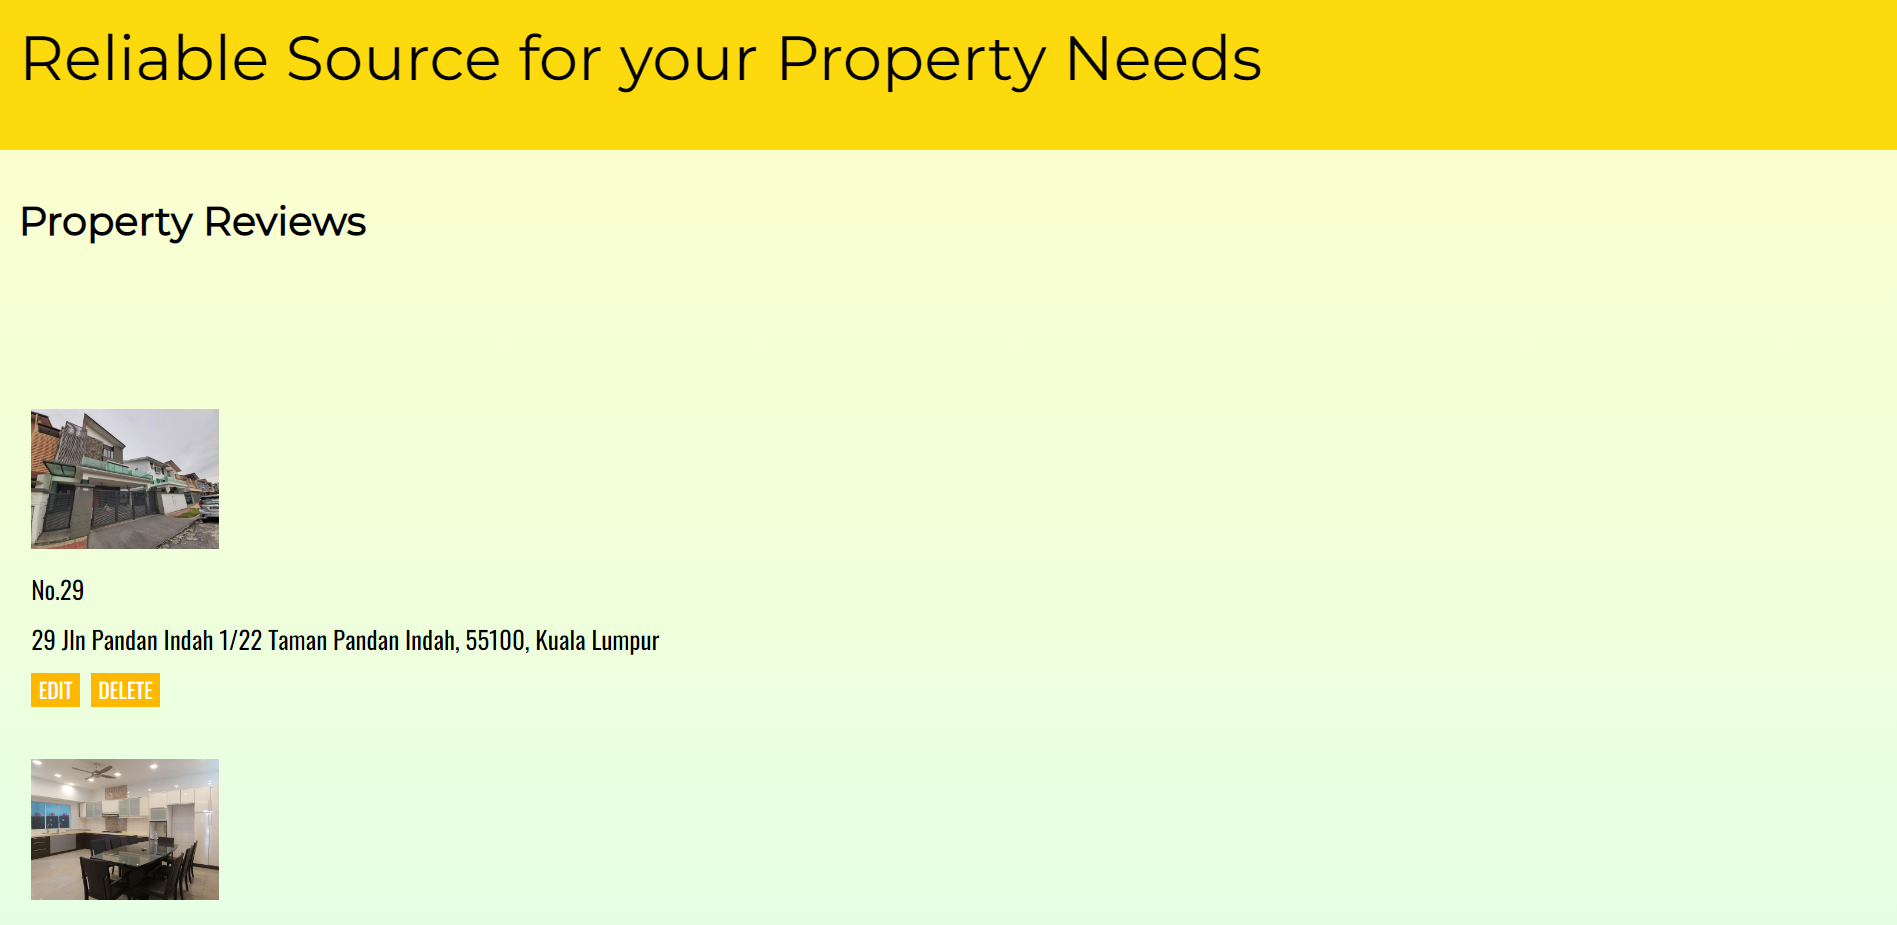 Reliable Source for your Property Needs
Property Reviews
No.29
29 Jln Pandan Indah 1/22 Taman Pandan Indah, 55100, Kuala Lumpur
EDIT DELETE